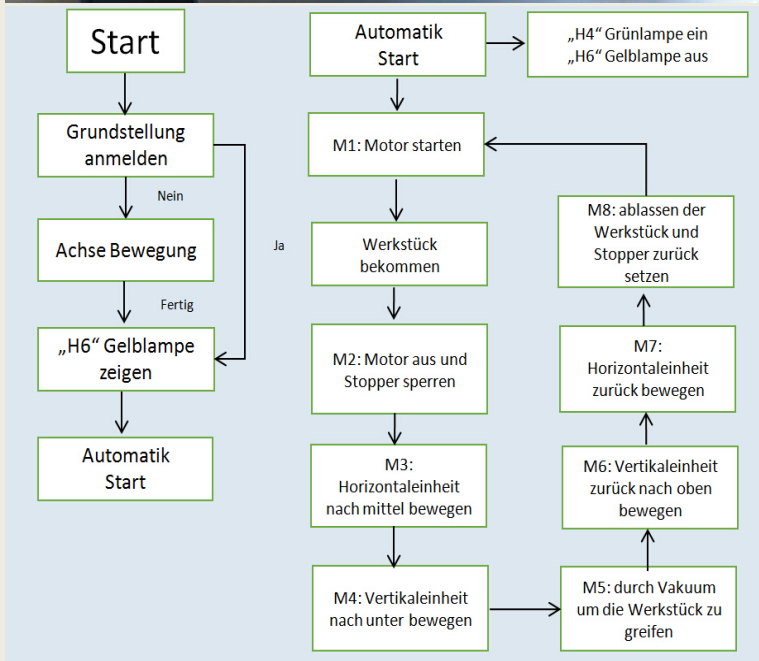 Start
Grundstellung
anmelden
Nein
Ja
Achse Bewegung
Fertig
„H6“ Gelblampe
zeigen
Automatik
Start
Automatik
Start
„H4“ Grünlampe ein
„H6“ Gelblampe aus
M1: Motor starten
Werkstück
bekommen
M2: Motor aus und
Stopper sperren
M3:
Horizontaleinheit
nach mittel bewegen
M4: Vertikaleinheit
nach unter bewegen
M5: durch Vakuum
um die Werkstück zu
greifen
M6: Vertikaleinheit
zurück nach oben
bewegen
M7:
Horizontaleinheit
zurück bewegen
M8: ablassen der
Werkstück und
Stopper zurück
setzen